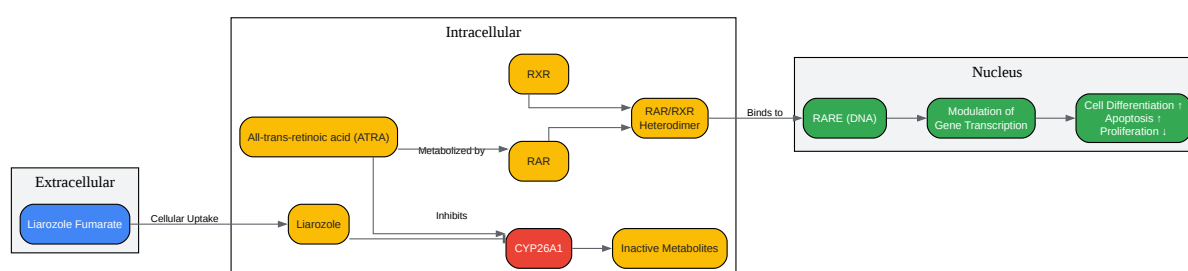 Extracellular
Liarozole Fumarate
Cellular Uptake
Intracellular
All-trans-retinoic acid (ATRA)
Metabolized by
RXR
RAR
RAR/RXR
Heterodimer
Liarozole
Inhibits
CYP26A1
Inactive Metabolites
Binds to
Nucleus
RARE (DNA)
Modulation of
Gene Transcription
Cell Differentiation ↑
Apoptosis ↑
Proliferation ↓